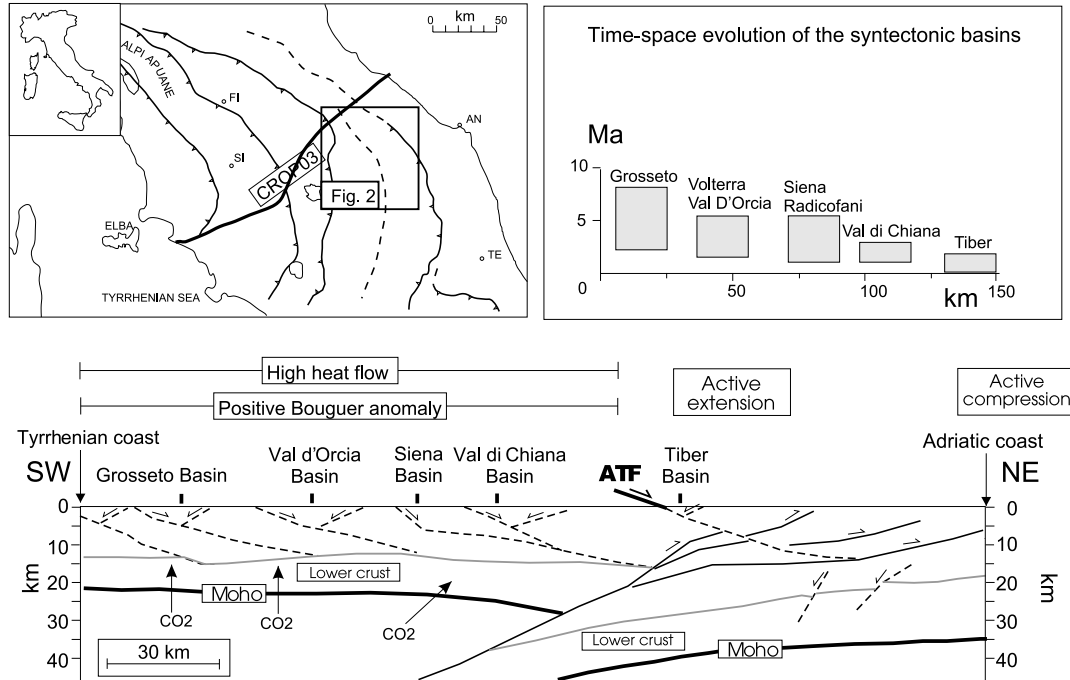 km
0
50
ALPI APUANE
FI
AN
SI
CROP03
Fig. 2
ELBA
TE
TYRRHENIAN SEA
Time-space evolution of the syntectonic basins
Ma
10
5
0
Grosseto
Volterra
Val D'Orcia
Siena
Radicofani
Val di Chiana
Tiber
50
100
150
km
High heat flow
Positive Bouguer anomaly
Active
extension
Active
compression
Tyrrhenian coast
Adriatic coast
SW
NE
Grosseto Basin
Val d'Orcia
Basin
Siena
Basin
Val di Chiana
Basin
ATF
Tiber
Basin
0
10
20
30
40
km
0
10
20
30
40
km
Lower crust
Moho
CO2
CO2
CO2
Lower crust
Moho
30 km